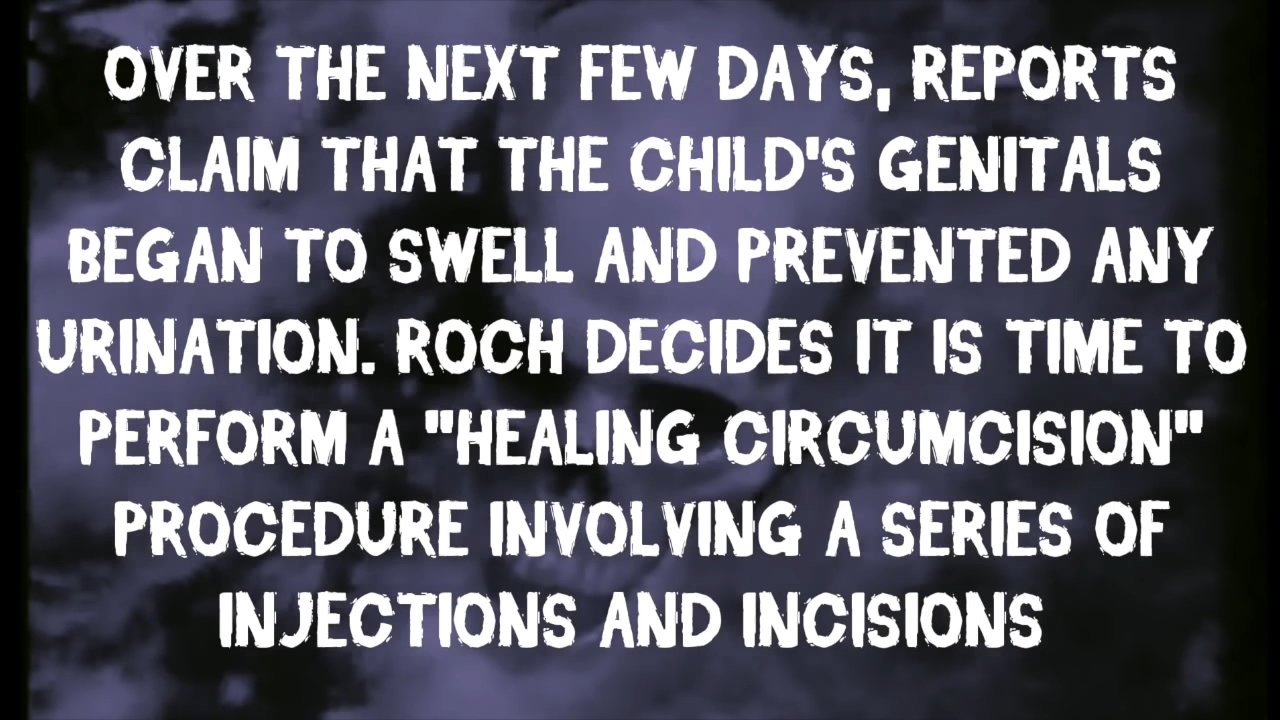 OVER THE NEXT FEW DAYS, REPORTS
CLAIM THAT THE CHILD'S GENITALS
BEGAN TO SWELL AND PREVENTED ANY
URINATION. ROCH DECIDES IT IS TIME TO
PERFORM A "HEALING CIRCUMCISION"
PROCEDURE INVOLVING A SERIES OF
INJECTIONS AND INCISIONS